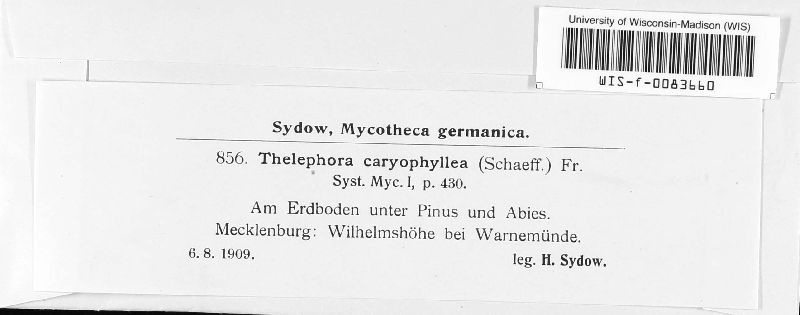 University of Wisconsin-Madison (WIS)
WIS-f-0083660
Sydow, Mycotheca germanica.
856. Thelephora caryophyllea (Schaeff.) Fr.
Syst. Myc. I, p. 430.
Am Erdboden unter Pinus und Abies.
Mecklenburg: Wilhelmshöhe bei Warnemünde.
6. 8. 1909. leg. H. Sydow.